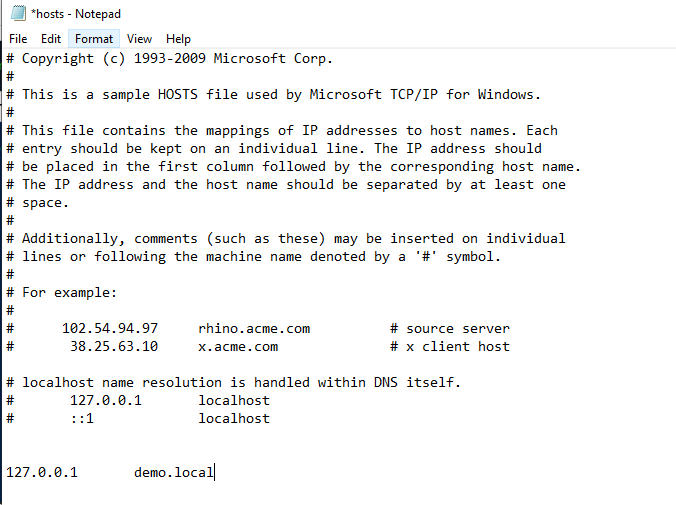 *hosts - Notepad
File Edit Format View Help
# Copyright (c) 1993-2009 Microsoft Corp.
#
# This is a sample HOSTS file used by Microsoft TCP/IP for Windows.
#
# This file contains the mappings of IP addresses to host names. Each
# entry should be kept on an individual line. The IP address should
# be placed in the first column followed by the corresponding host name.
# The IP address and the host name should be separated by at least one
# space.
#
# Additionally, comments (such as these) may be inserted on individual
# lines or following the machine name denoted by a '#' symbol.
#
# For example:
#
#      102.54.94.97     rhino.acme.com          # source server
#       38.25.63.10     x.acme.com              # x client host
# localhost name resolution is handled within DNS itself.
#       127.0.0.1       localhost
#       ::1             localhost
127.0.0.1       demo.local